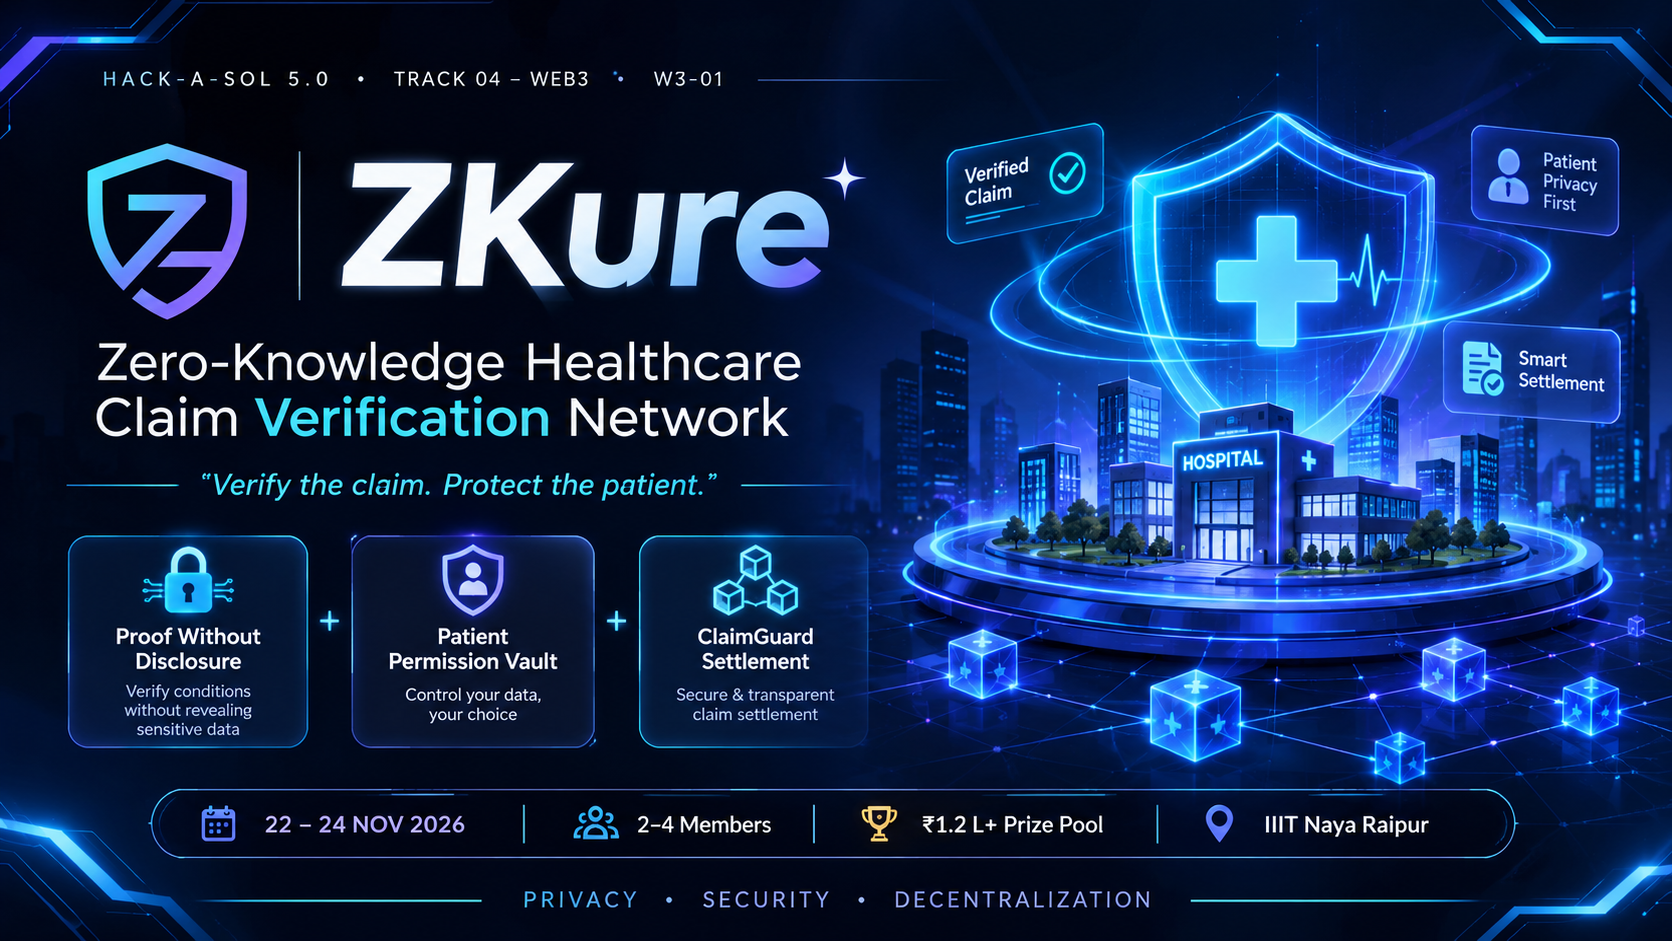 HACK-A-SOL 5.0 • TRACK 04 – WEB3 • W3-01
ZKure
Zero-Knowledge Healthcare
Claim Verification Network
“Verify the claim. Protect the patient.”
Proof Without
Disclosure
Verify conditions
without revealing
sensitive data
+
Patient
Permission Vault
Control your data,
your choice
+
ClaimGuard
Settlement
Secure & transparent
claim settlement
Verified
Claim
Patient
Privacy
First
Smart
Settlement
HOSPITAL
22 – 24 NOV 2026
2–4 Members
₹1.2 L+ Prize Pool
IIIT Naya Raipur
PRIVACY • SECURITY • DECENTRALIZATION